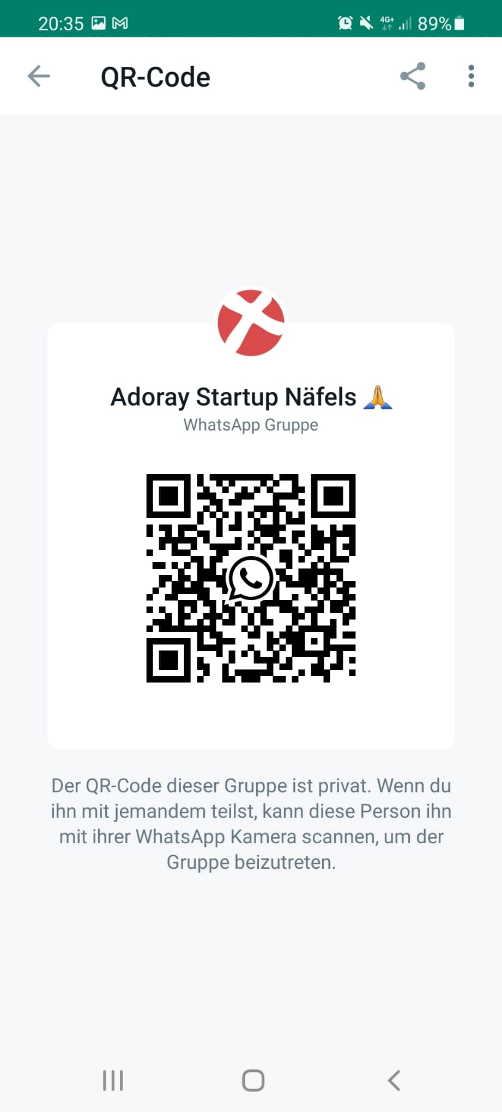 20:35 4G+ 89%
QR-Code
Adoray Startup Näfels 🙏
WhatsApp Gruppe
Der QR-Code dieser Gruppe ist privat. Wenn du
ihn mit jemandem teilst, kann diese Person ihn
mit ihrer WhatsApp Kamera scannen, um der
Gruppe beizutreten.